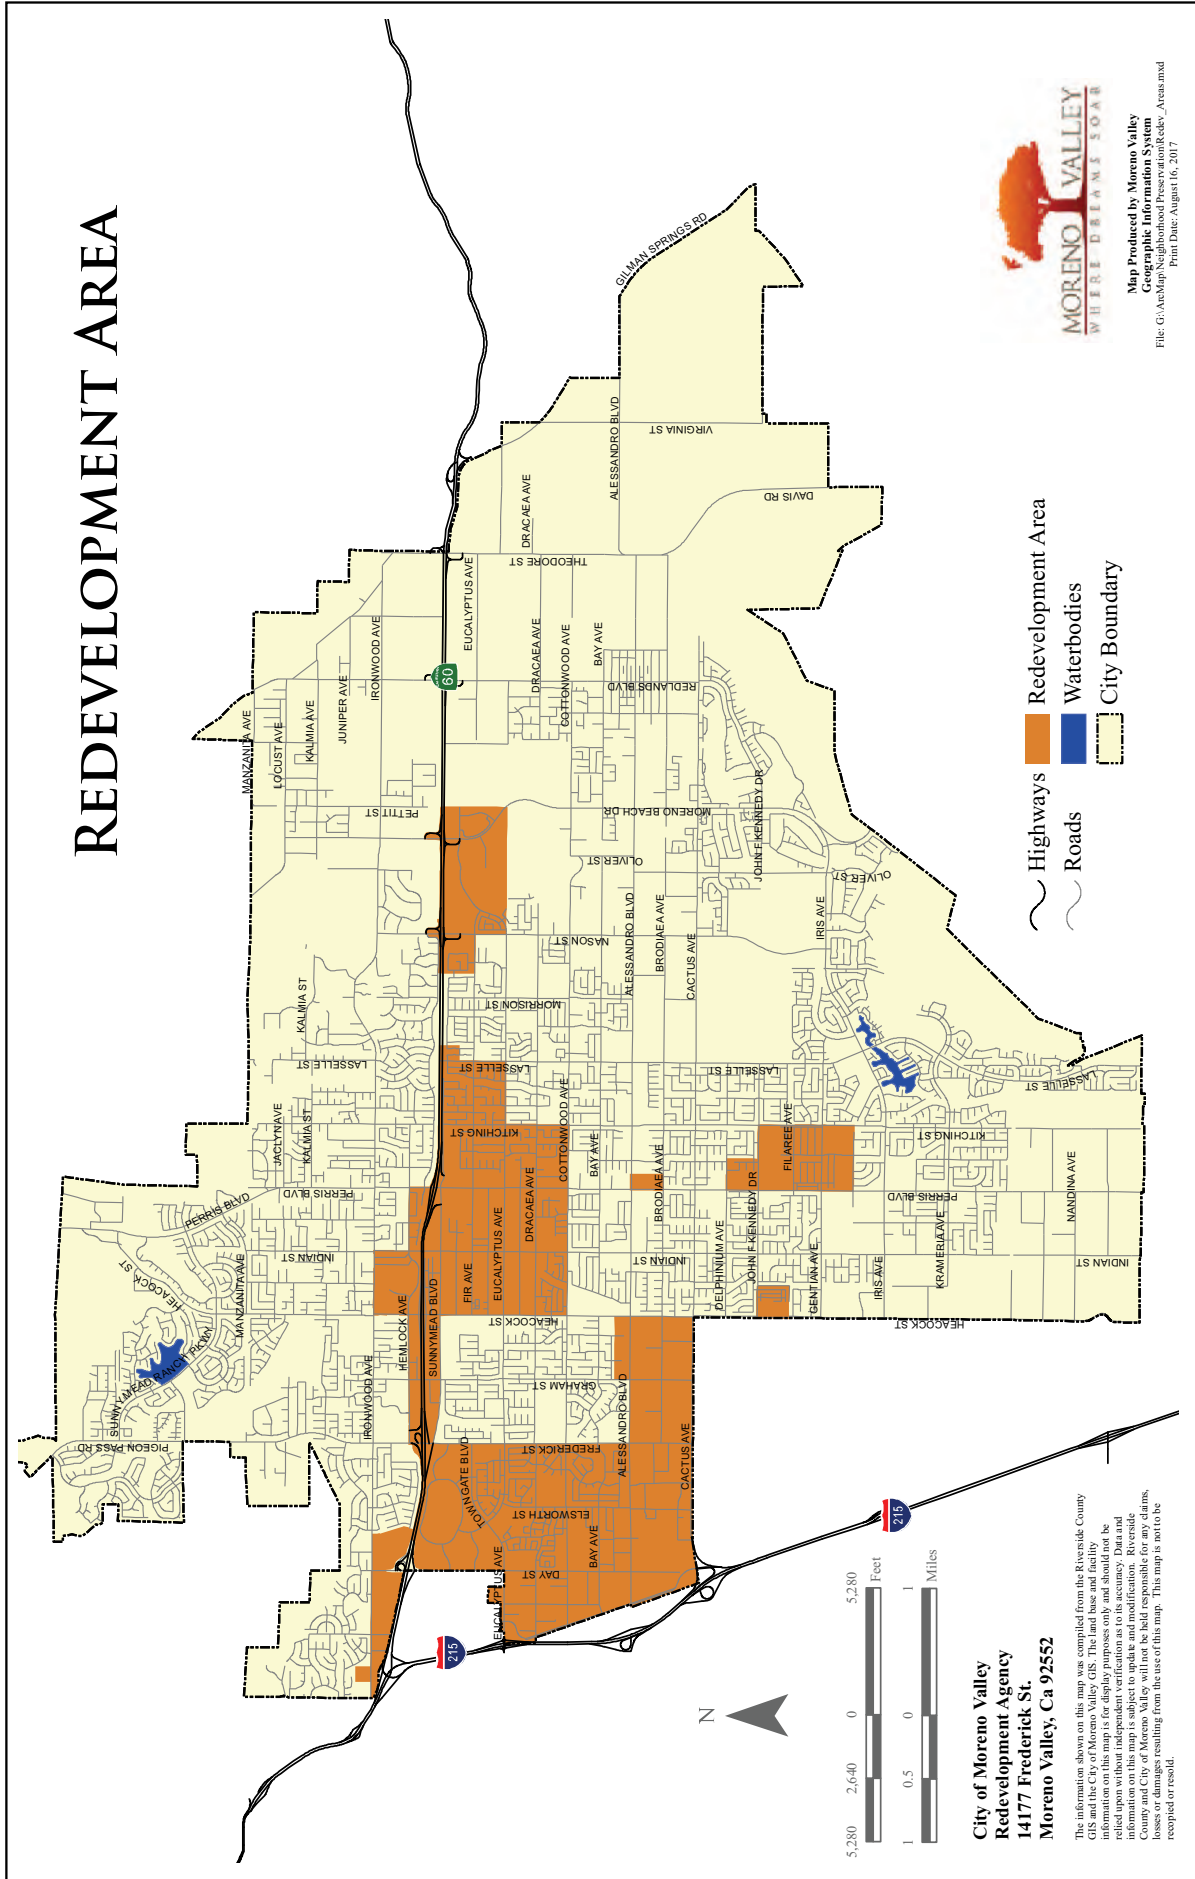 REDEVELOPMENT AREA
MANZANITA AVE
LOCUST AVE
KALMIA AVE
JUNIPER AVE
IRONWOOD AVE
PETTIT ST
60
EUCALYPTUS AVE
DRACAEA AVE
THEODORE ST
DRACAEA AVE
COTTONWOOD AVE
BAY AVE
REDLANDS BLVD
ALESSANDRO BLVD
VIRGINIA ST
GILMAN SPRINGS RD
DAVIS RD
MORENO BEACH DR
JOHN F KENNEDY DR
OLIVER ST
OLIVER ST
NASON ST
ALESSANDRO BLVD
BRODIAEA AVE
CACTUS AVE
IRIS AVE
KALMIA ST
MORRISON ST
LASSELLE ST
LASSELLE ST
LASSELLE ST
LASSELLE ST
JACLYN AVE
KALMIA ST
KITCHING ST
COTTONWOOD AVE
BAY AVE
BRODIAEA AVE
FILAREE AVE
KITCHING ST
PERRIS BLVD
PERRIS BLVD
PERRIS BLVD
NANDINA AVE
DRACAEA AVE
EUCALYPTUS AVE
FIR AVE
INDIAN ST
INDIAN ST
INDIAN ST
DELPHINIUM AVE
JOHN F KENNEDY DR
GENTIAN AVE
IRIS AVE
KRAMERIA AVE
HEACOCK ST
MANZANITA AVE
SUNNYMEAD RANCH PKWY
PIGEON PASS RD
IRONWOOD AVE
HEMLOCK AVE
SUNNYMEAD BLVD
HEACOCK ST
HEACOCK ST
GRAHAM ST
ALESSANDRO BLVD
FREDERICK ST
TOWNGATE BLVD
ELSWORTH ST
BAY AVE
CACTUS AVE
DAY ST
EUCALYPTUS AVE
215
215
N
5,280 2,640 0 5,280
Feet
1 0.5 0 1
Miles
Highways
Roads
Redevelopment Area
Waterbodies
City Boundary
City of Moreno Valley
Redevelopment Agency
14177 Frederick St.
Moreno Valley, Ca 92552
The information shown on this map was compiled from the Riverside County
GIS and the City of Moreno Valley GIS. The land base and facility
information on this map is for display purposes only and should not be
relied upon without independent verification as to its accuracy. Data and
information on this map is subject to update and modification. Riverside
County and City of Moreno Valley will not be held responsible for any claims,
losses or damages resulting from the use of this map. This map is not to be
recopied or resold.
MORENO VALLEY
WHERE DREAMS SOAR
Map Produced by Moreno Valley
Geographic Information System
File: G:\ArcMap\Neighborhood Preservation\Redev_Areas.mxd
Print Date: August 16, 2017